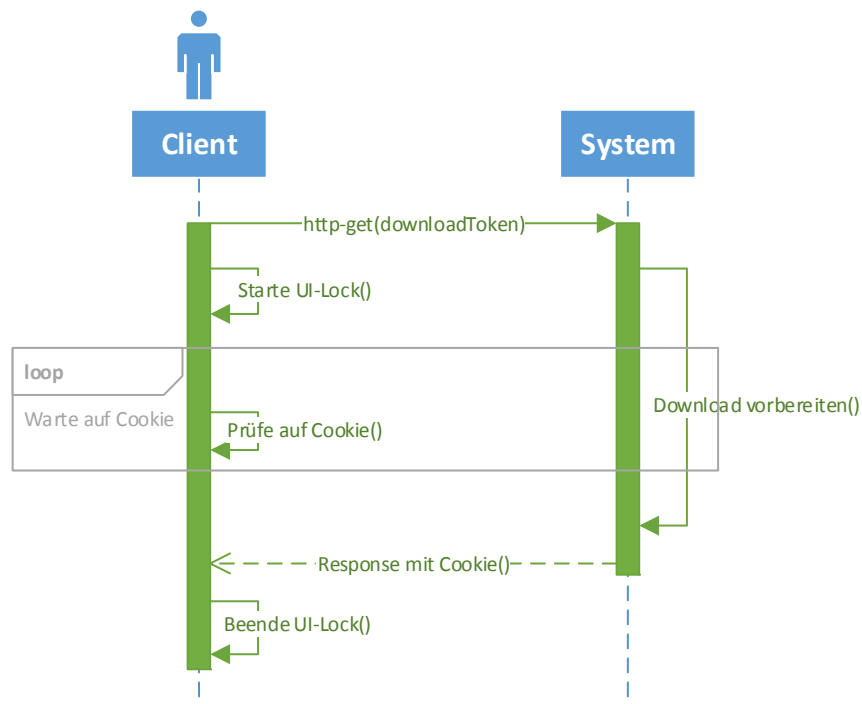 Client
System
http-get(downloadToken)
Starte UI-Lock()
loop
Warte auf Cookie
Download vorbereiten()
Prüfe auf Cookie()
Response mit Cookie()
Beende UI-Lock()